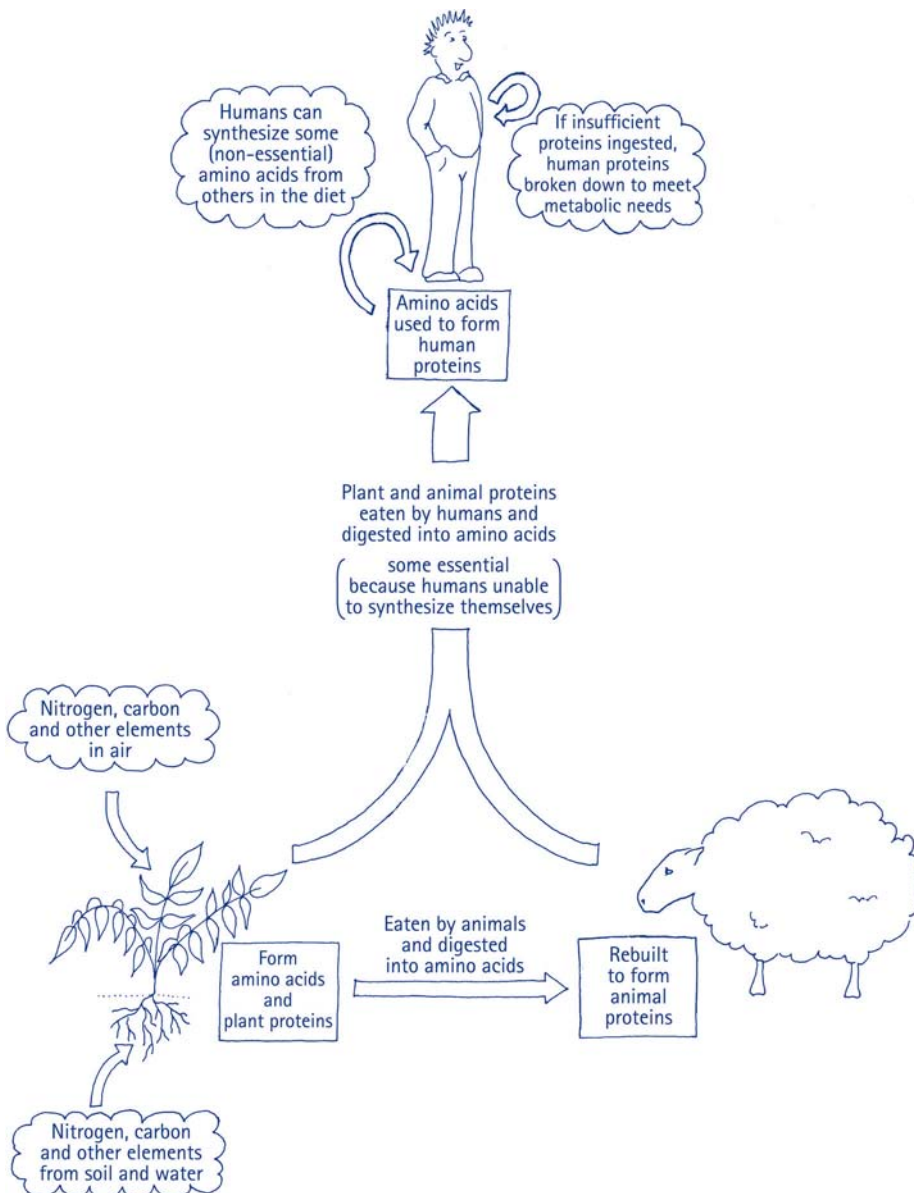 Humans can
synthesize some
(non-essential)
amino acids from
others in the diet
If insufficient
proteins ingested,
human proteins
broken down to meet
metabolic needs
Amino acids
used to form
human
proteins
Plant and animal proteins
eaten by humans and
digested into amino acids
(some essential
because humans unable
to synthesize themselves)
Nitrogen, carbon
and other elements
in air
Eaten by animals
and digested
into amino acids
Form
amino acids
and
plant proteins
Rebuilt
to form
animal
proteins
Nitrogen, carbon
and other elements
from soil and water